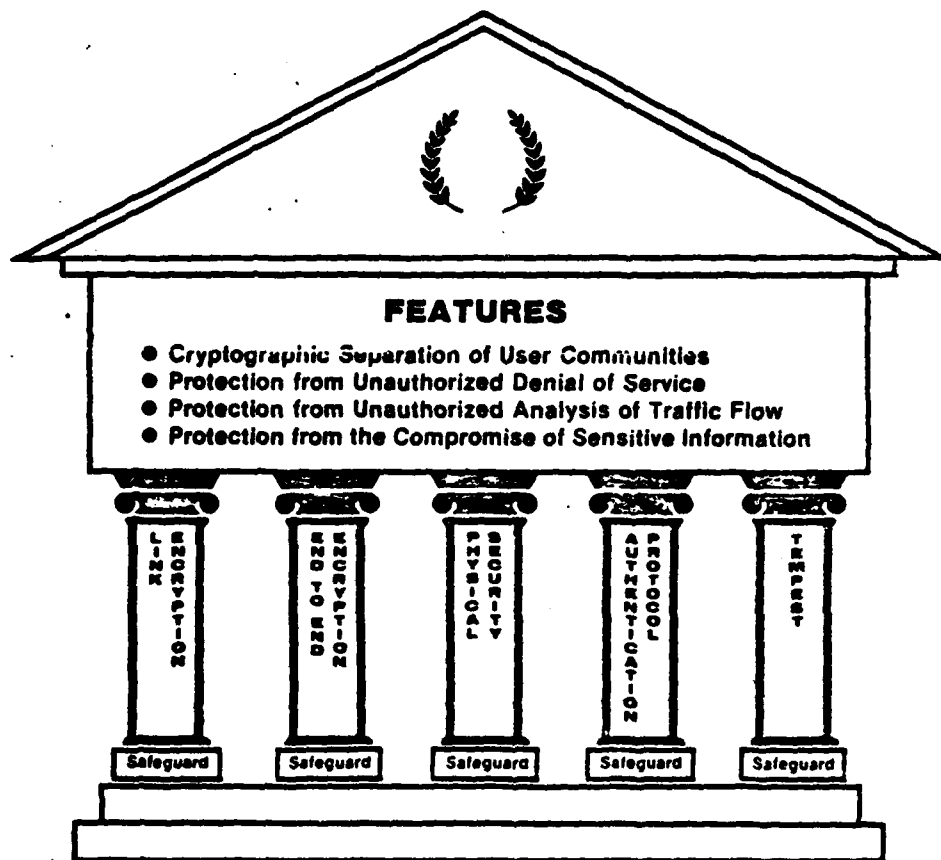 FEATURES
● Cryptographic Separation of User Communities
● Protection from Unauthorized Denial of Service
● Protection from Unauthorized Analysis of Traffic Flow
● Protection from the Compromise of Sensitive Information
LINK
ENCRYPTION
END TO END
ENCRYPTION
PHYSICAL
SECURITY
AUTHENTICATION
PROTOCOL
TEMPEST
Safeguard
Safeguard
Safeguard
Safeguard
Safeguard